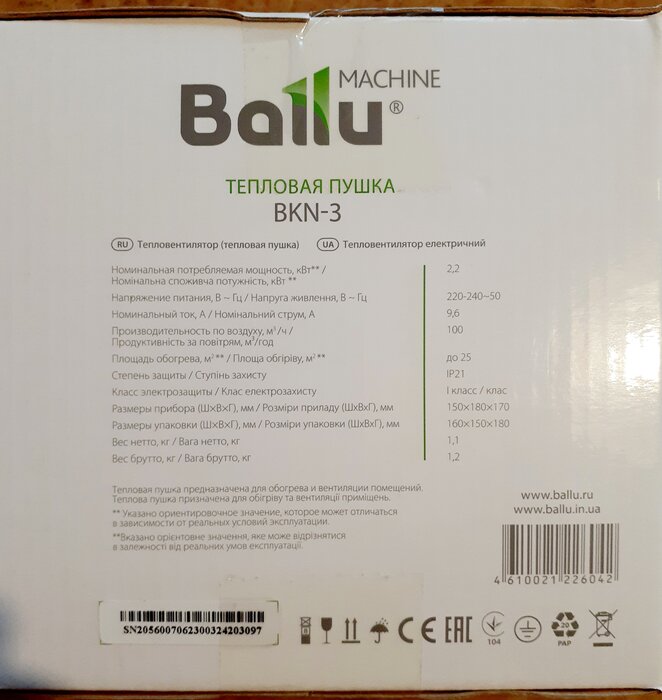 MACHINE
Ballu®
ТЕПЛОВАЯ ПУШКА
BKN-3
RU Тепловентилятор (тепловая пушка) UA Тепловентилятор електричний
Номинальная потребляемая мощность, кВт** /
Номінальна споживча потужність, кВт ** 2,2
Напряжение питания, В ~ Гц / Напруга живлення, В ~ Гц 220-240~50
Номинальный ток, А / Номінальний струм, А 9,6
Производительность по воздуху, м³/ч /
Продуктивність за повітрям, м³/год 100
Площадь обогрева, м² ** / Площа обігріву, м² ** до 25
Степень защиты / Ступінь захисту IP21
Класс электрозащиты / Клас електрозахисту I класс / клас
Размеры прибора (ШхВхГ), мм / Розміри приладу (ШхВхГ), мм 150×180×170
Размеры упаковки (ШхВхГ), мм / Розміри упаковки (ШхВхГ), мм 160×150×180
Вес нетто, кг / Вага нетто, кг 1,1
Вес брутто, кг / Вага брутто, кг 1,2
Тепловая пушка предназначена для обогрева и вентиляции помещений.
Теплова пушка призначена для обігріву та вентиляції приміщень.
** Указано ориентировочное значение, которое может отличаться
в зависимости от реальных условий эксплуатации.
**Вказано орієнтовне значення, яке може відрізнятися
в залежності від реальних умов експлуатації.
www.ballu.ru
www.ballu.in.ua
4 610021 226042
SN2056007062300324203097
CE EAC
104
20
PAP